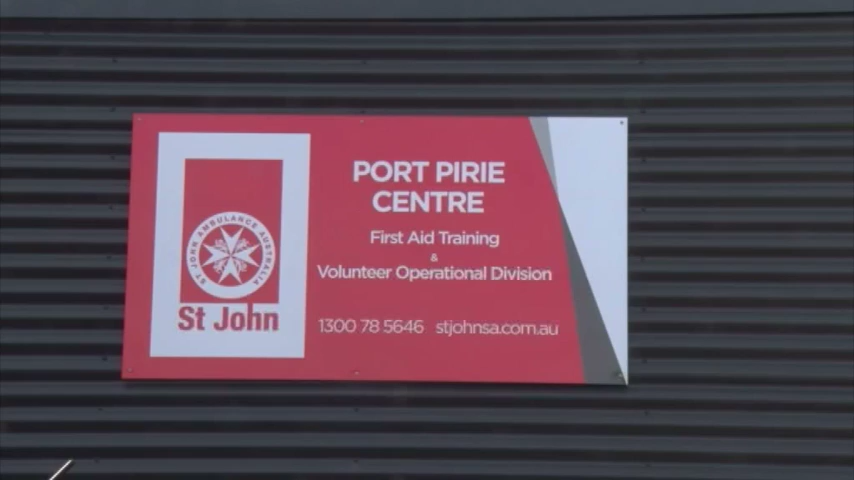 ST JOHN AMBULANCE AUSTRALIA
St John
PORT PIRIE
CENTRE
First Aid Training
&
Volunteer Operational Division
1300 78 5646 stjohnsa.com.au